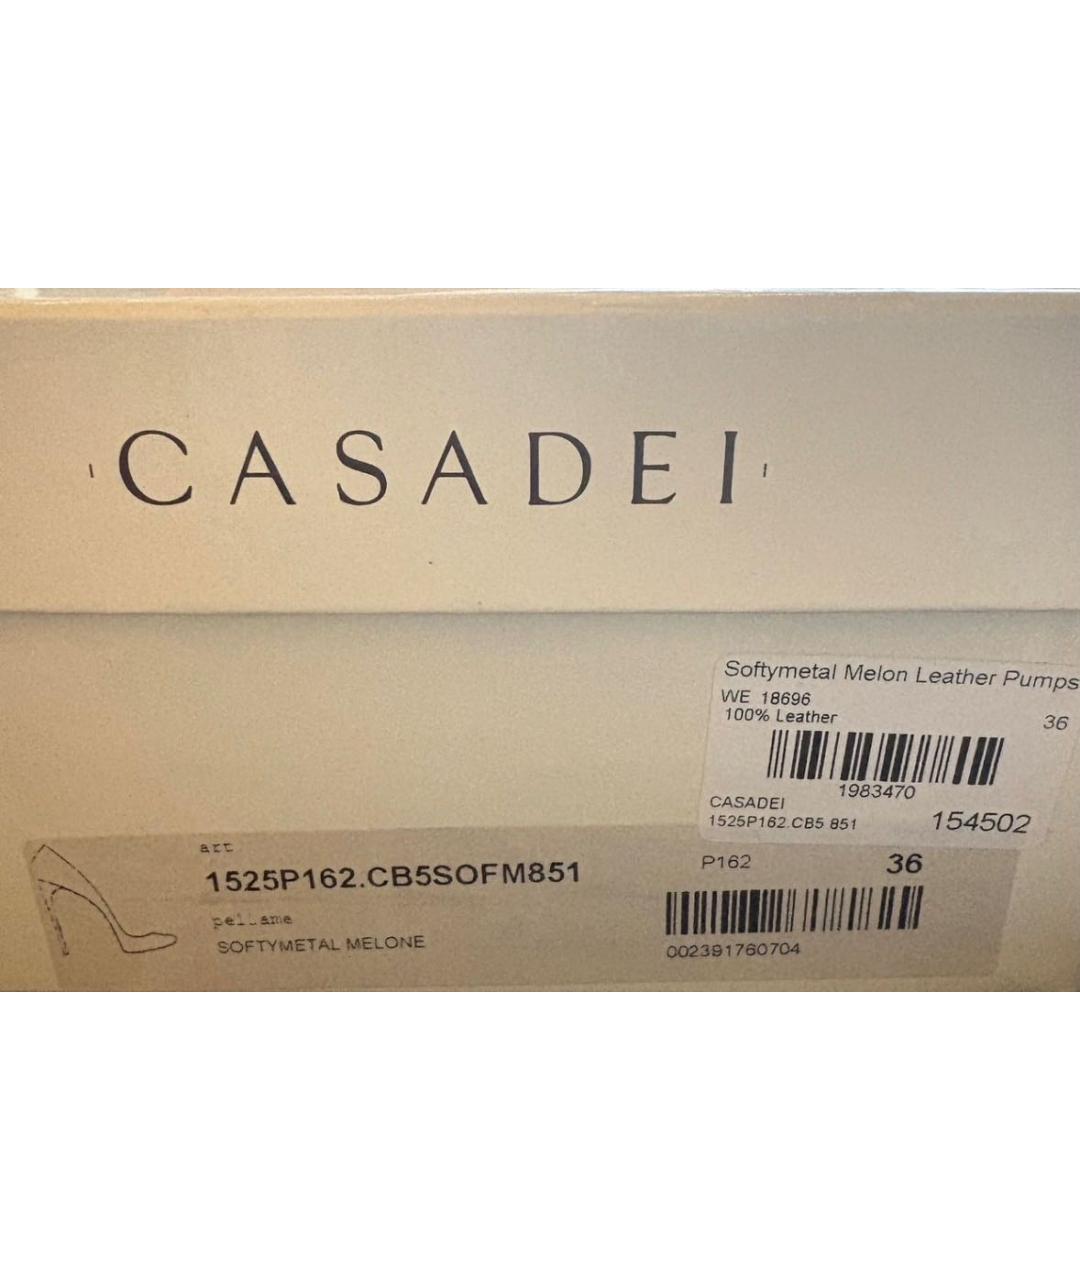 CASADEI
Softymetal Melon Leather Pumps
WE 18696
100% Leather
36
1983470
CASADEI
1525P162.CB5 851
154502
art
1525P162.CB5SOFM851
P162
36
pellame
SOFTYMETAL MELONE
002391760704